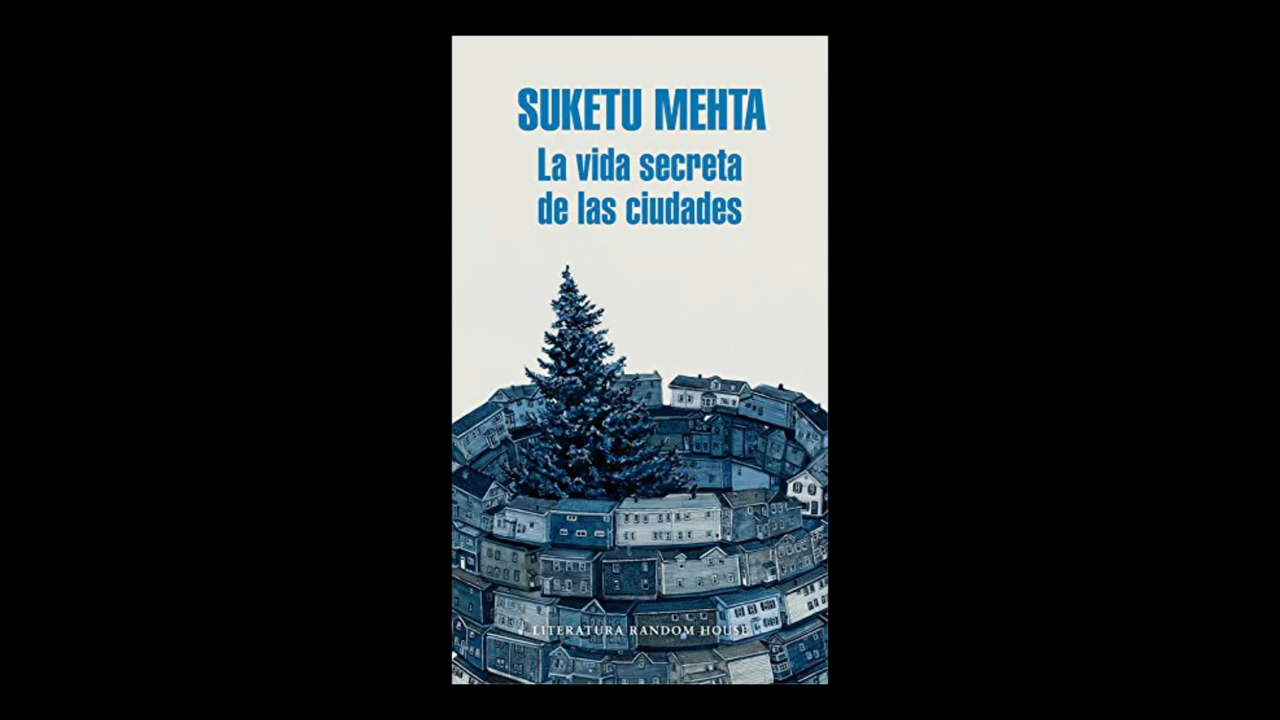 SUKETU MEHTA
La vida secreta
de las ciudades
LITERATURA RANDOM HOUSE